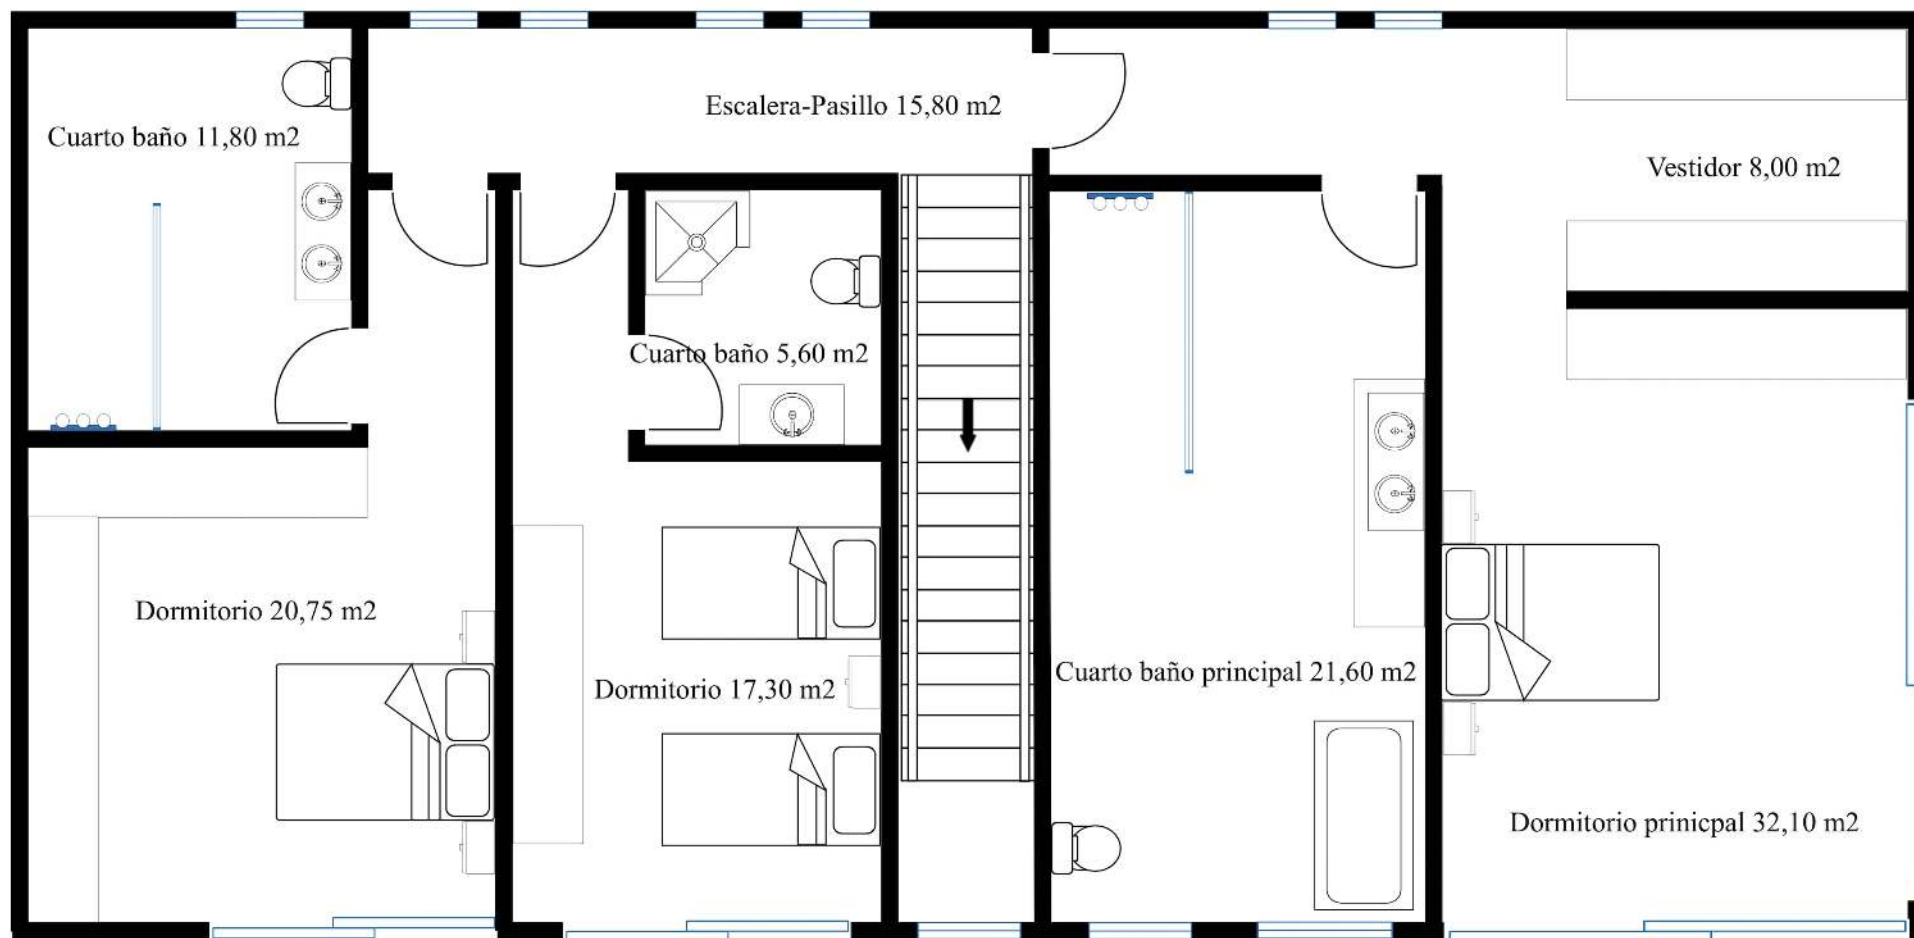 Escalera-Pasillo 15,80 m2
Cuarto baño 11,80 m2
Vestidor 8,00 m2
Cuarto baño 5,60 m2
Dormitorio 20,75 m2
Dormitorio 17,30 m2
Cuarto baño principal 21,60 m2
Dormitorio prinicpal 32,10 m2